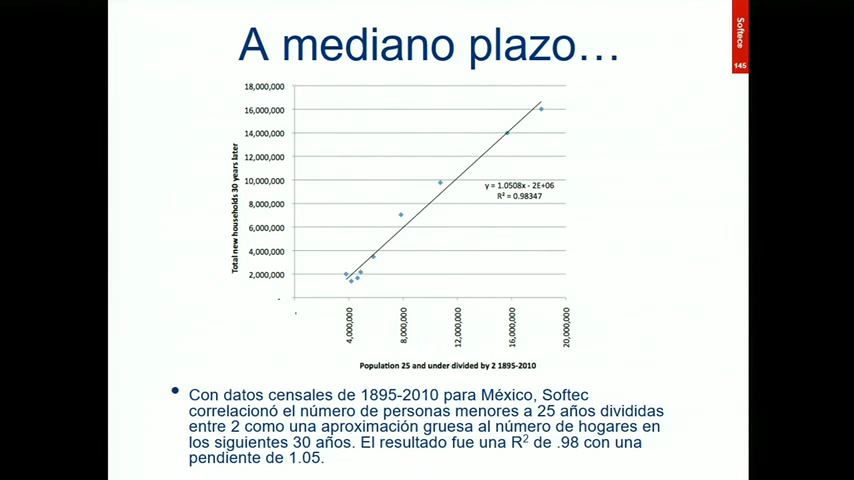 A mediano plazo…
Softece
145
18,000,000
16,000,000
14,000,000
12,000,000
10,000,000
8,000,000
6,000,000
4,000,000
2,000,000
-
Total new households 30 years later
y = 1.0508x - 2E+06
R² = 0.98347
-
4,000,000
8,000,000
12,000,000
16,000,000
20,000,000
Population 25 and under divided by 2 1895-2010
• Con datos censales de 1895-2010 para México, Softec
correlacionó el número de personas menores a 25 años divididas
entre 2 como una aproximación gruesa al número de hogares en
los siguientes 30 años. El resultado fue una R² de .98 con una
pendiente de 1.05.